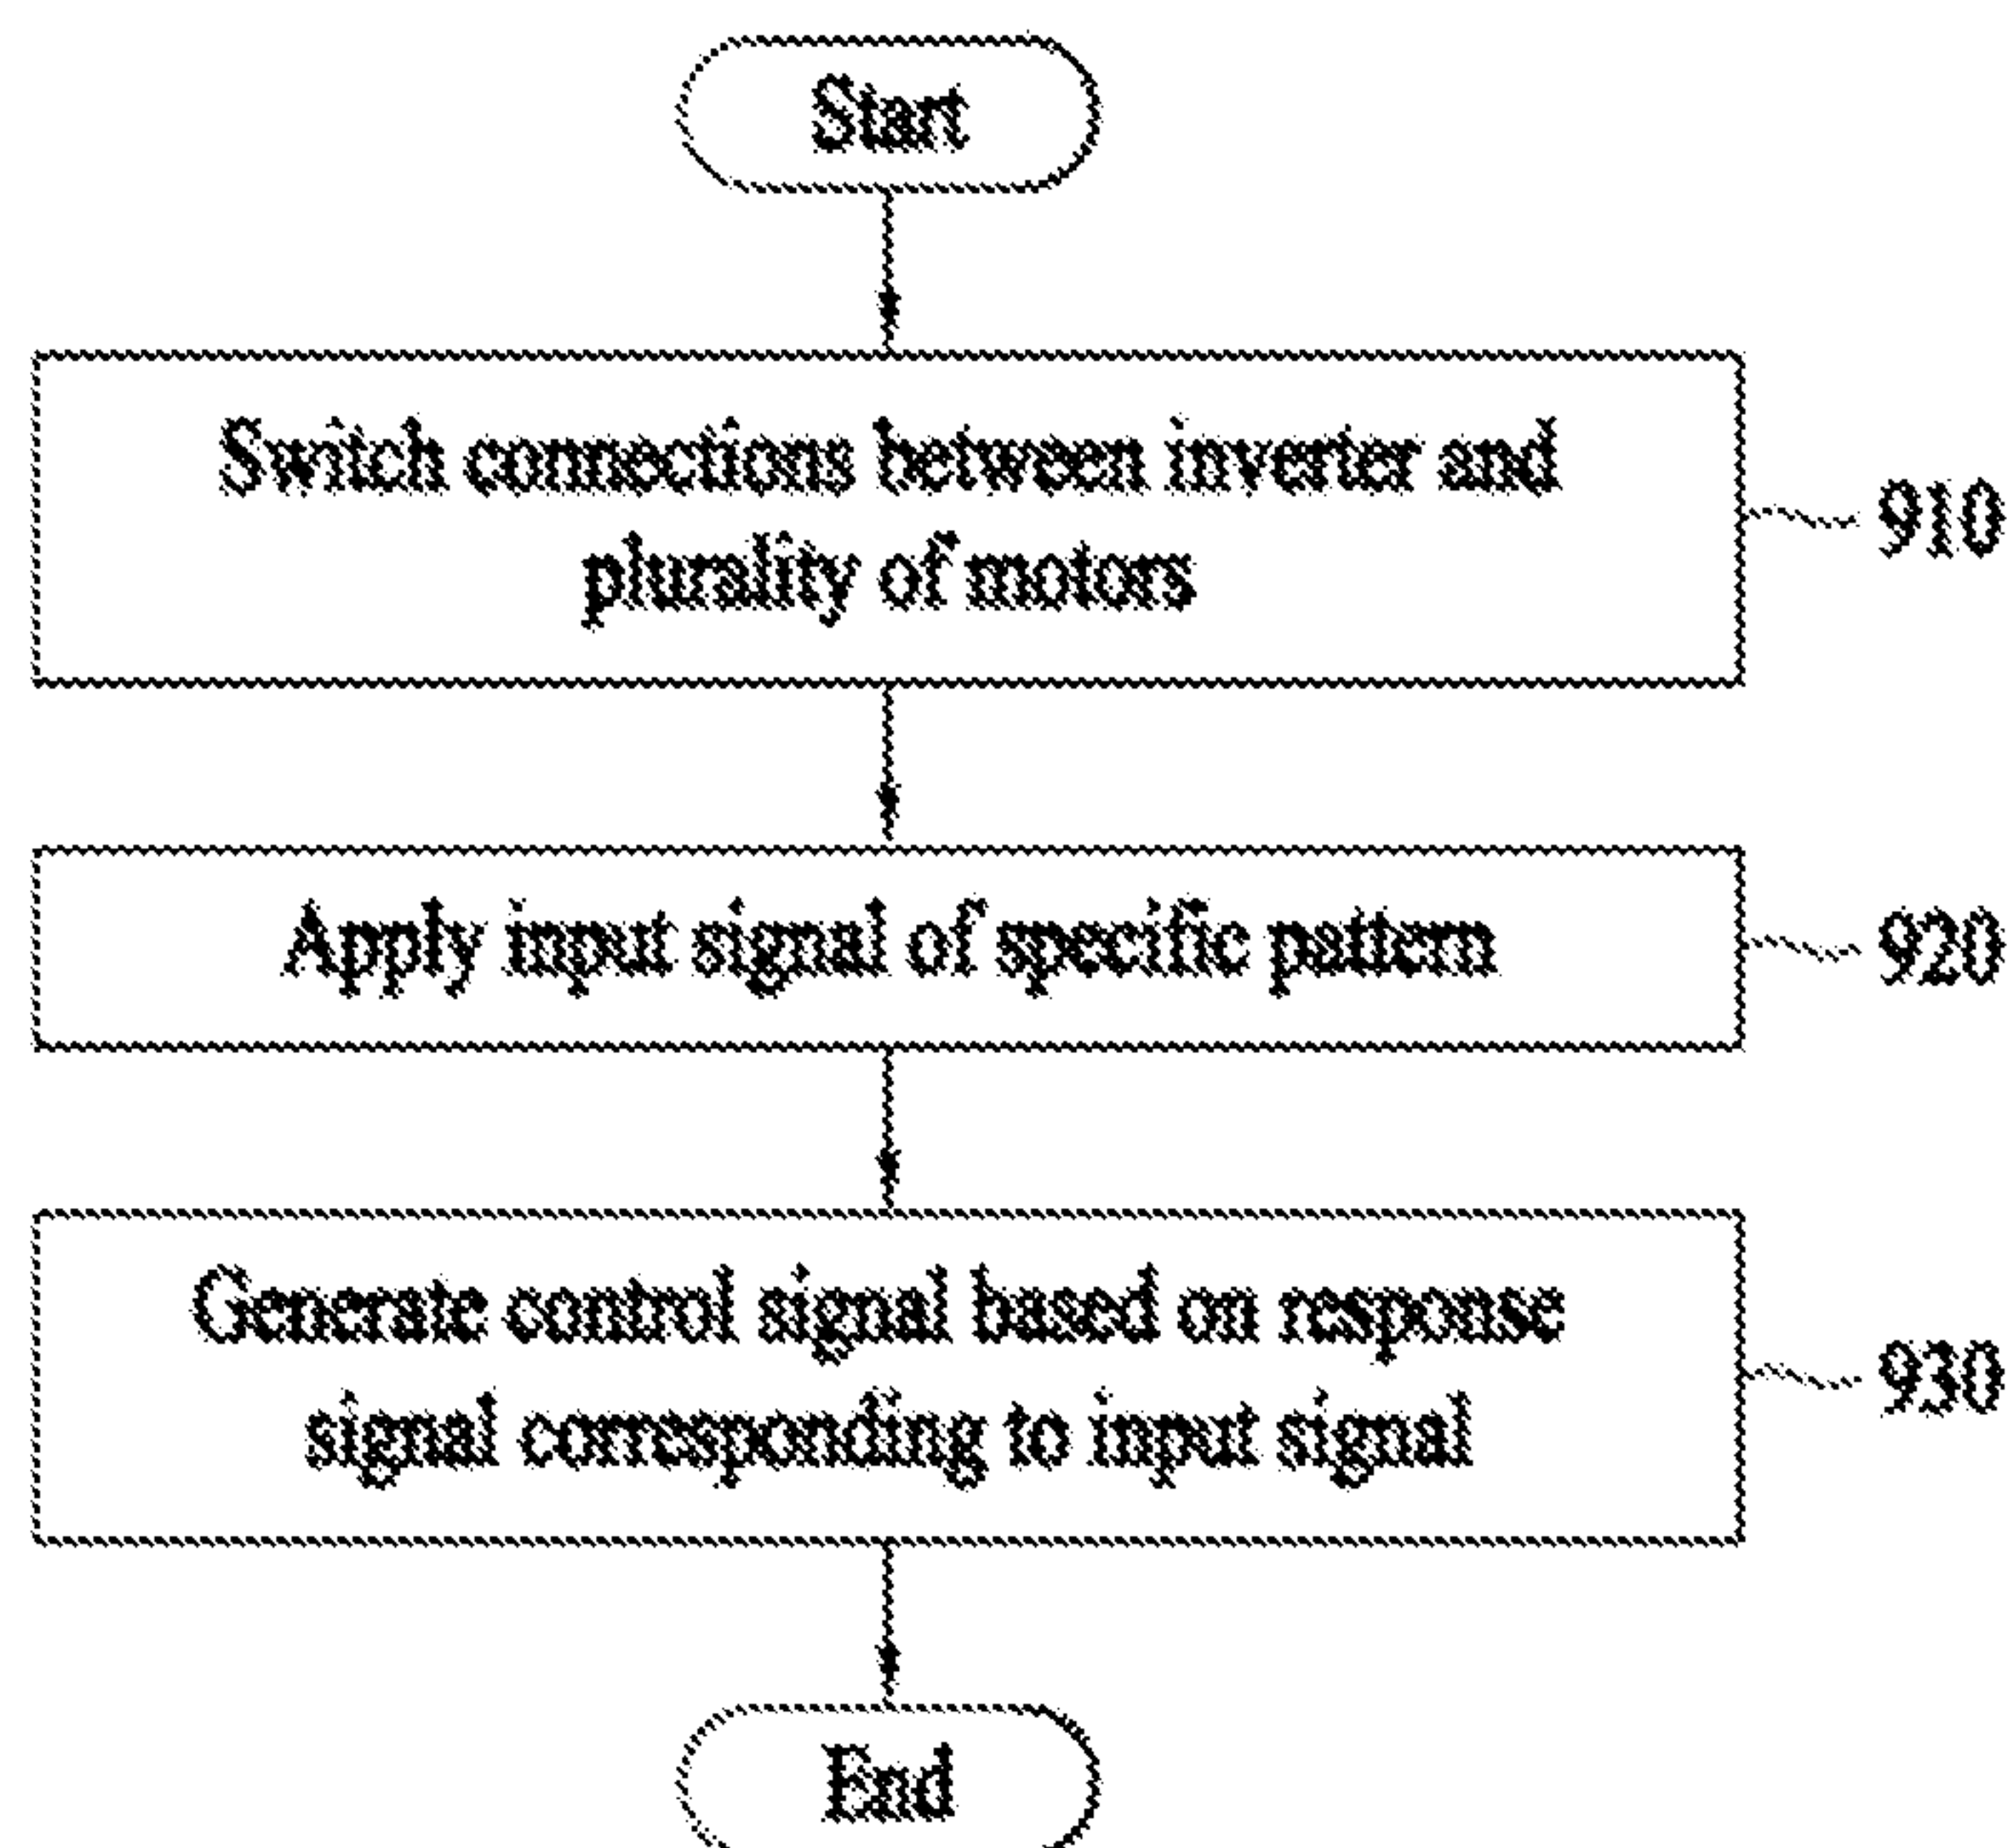 Start
Switch connections between inverter and
plurality of motors
910
Apply input signal of specific pattern
920
Generate control signal based on response
signal corresponding to input signal
930
End